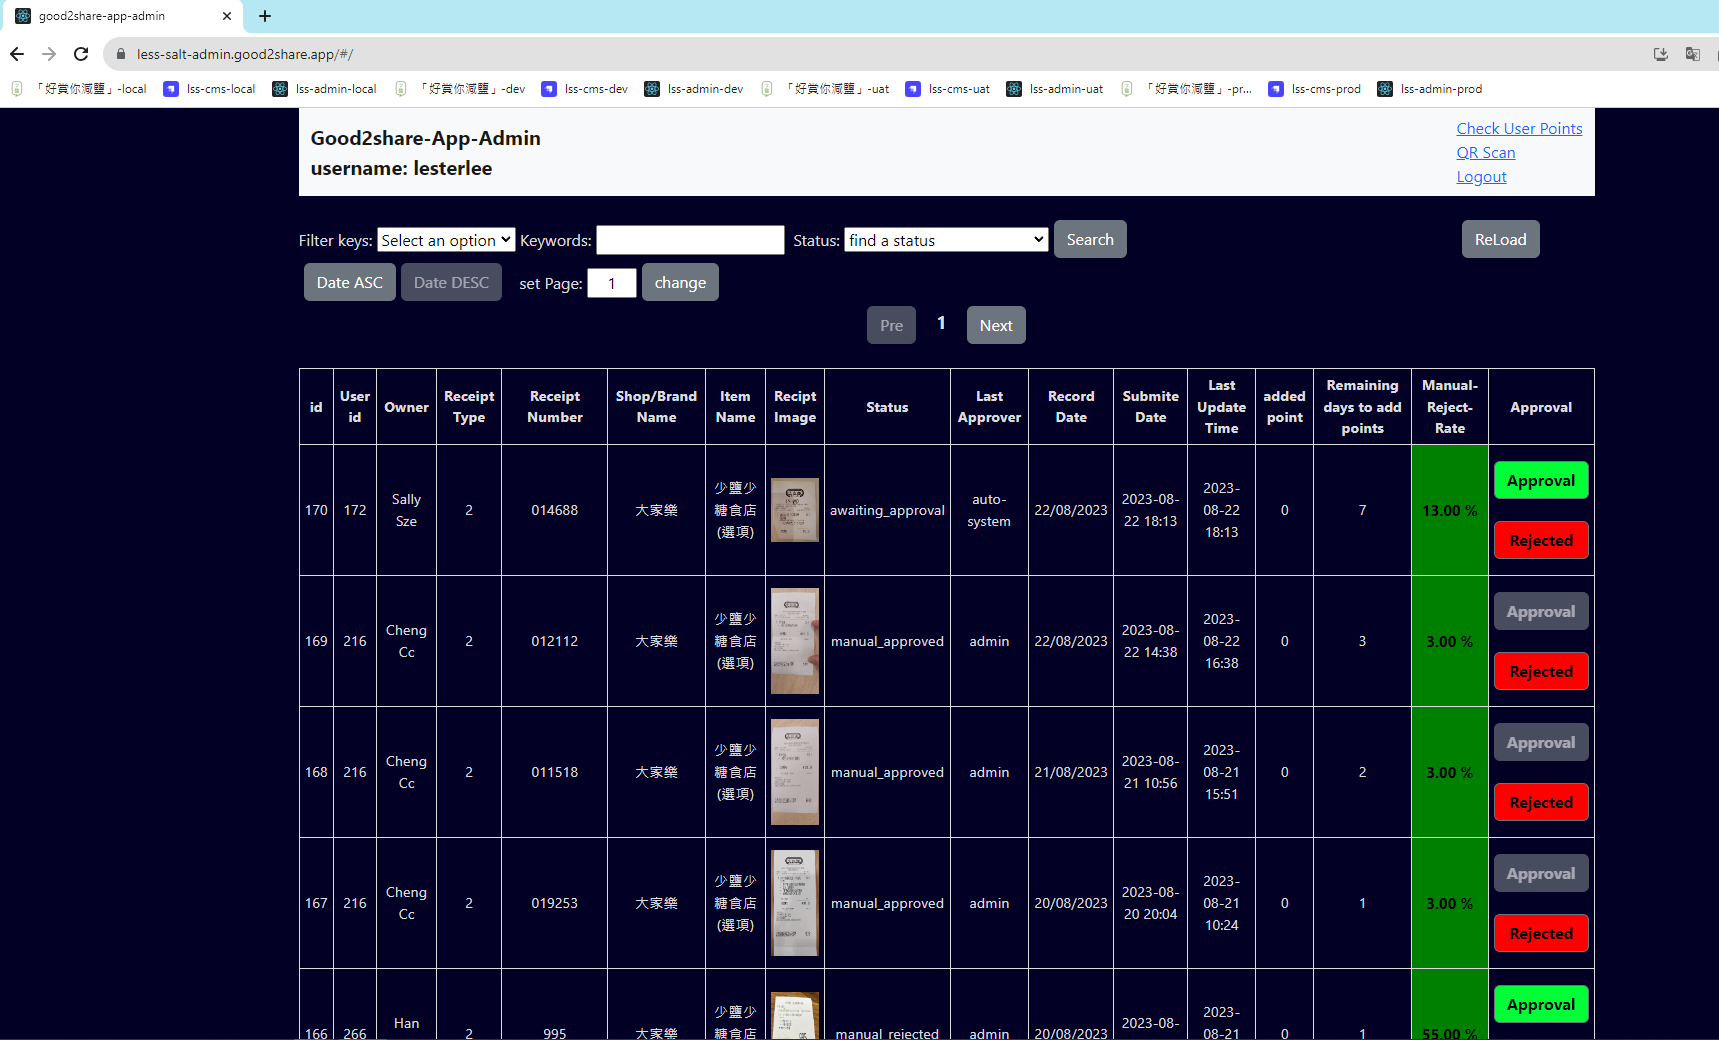 good2share-app-admin
less-salt-admin.good2share.app/#/
「好賞你減鹽」-local lss-cms-local lss-admin-local 「好賞你減鹽」-dev lss-cms-dev lss-admin-dev 「好賞你減鹽」-uat lss-cms-uat lss-admin-uat 「好賞你減鹽」-pr... lss-cms-prod lss-admin-prod
Good2share-App-Admin
username: lesterlee
Check User Points
QR Scan
Logout
Filter keys: Select an option Keywords: Status: find a status Search ReLoad
Date ASC Date DESC set Page: 1 change
Pre 1 Next
id User id Owner Receipt Type Receipt Number Shop/Brand Name Item Name Recipt Image Status Last Approver Record Date Submite Date Last Update Time added point Remaining days to add points Manual-Reject-Rate Approval
170 172 Sally Sze 2 014688 大家樂 少鹽少糖食店(選項) awaiting_approval auto-system 22/08/2023 2023-08-22 18:13 2023-08-22 18:13 0 7 13.00 % Approval Rejected
169 216 Cheng Cc 2 012112 大家樂 少鹽少糖食店(選項) manual_approved admin 22/08/2023 2023-08-22 14:38 2023-08-22 16:38 0 3 3.00 % Approval Rejected
168 216 Cheng Cc 2 011518 大家樂 少鹽少糖食店(選項) manual_approved admin 21/08/2023 2023-08-21 10:56 2023-08-21 15:51 0 2 3.00 % Approval Rejected
167 216 Cheng Cc 2 019253 大家樂 少鹽少糖食店(選項) manual_approved admin 20/08/2023 2023-08-20 20:04 2023-08-21 10:24 0 1 3.00 % Approval Rejected
166 266 Han 2 995 大家樂 少鹽少糖食店 manual_rejected admin 20/08/2023 2023-08- 2023-08-21 0 1 55.00 % Approval